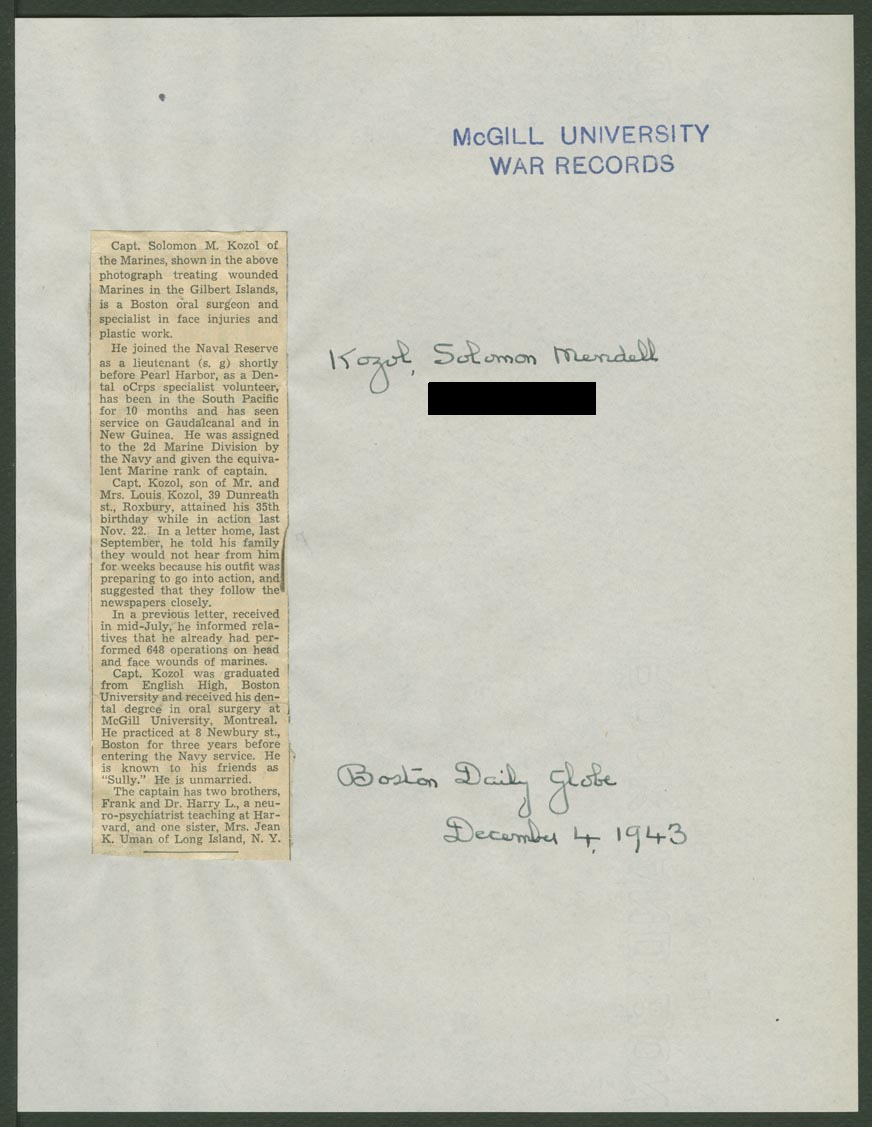 McGILL UNIVERSITY
WAR RECORDS
Capt. Solomon M. Kozol of
the Marines, shown in the above
photograph treating wounded
Marines in the Gilbert Islands,
is a Boston oral surgeon and
specialist in face injuries and
plastic work.
He joined the Naval Reserve
as a lieutenant (s, g) shortly
before Pearl Harbor, as a Den-
tal oCrps specialist volunteer,
has been in the South Pacific
for 10 months and has seen
service on Gaudalcanal and in
New Guinea. He was assigned
to the 2d Marine Division by
the Navy and given the equiva-
lent Marine rank of captain.
Capt. Kozol, son of Mr. and
Mrs. Louis Kozol, 39 Dunreath
st., Roxbury, attained his 35th
birthday while in action last
Nov. 22. In a letter home, last
September, he told his family
they would not hear from him
for weeks because his outfit was
preparing to go into action, and
suggested that they follow the
newspapers closely.
In a previous letter, received
in mid-July, he informed rela-
tives that he already had per-
formed 648 operations on head
and face wounds of marines.
Capt. Kozol was graduated
from English High, Boston
University and received his den-
tal degree in oral surgery at
McGill University, Montreal.
He practiced at 8 Newbury st.,
Boston for three years before
entering the Navy service. He
is known to his friends as
"Sully." He is unmarried.
The captain has two brothers,
Frank and Dr. Harry L., a neu-
ro-psychiatrist teaching at Har-
vard, and one sister, Mrs. Jean
K. Uman of Long Island, N. Y.
Kozol, Solomon Mendell
Boston Daily Globe
December 4, 1943